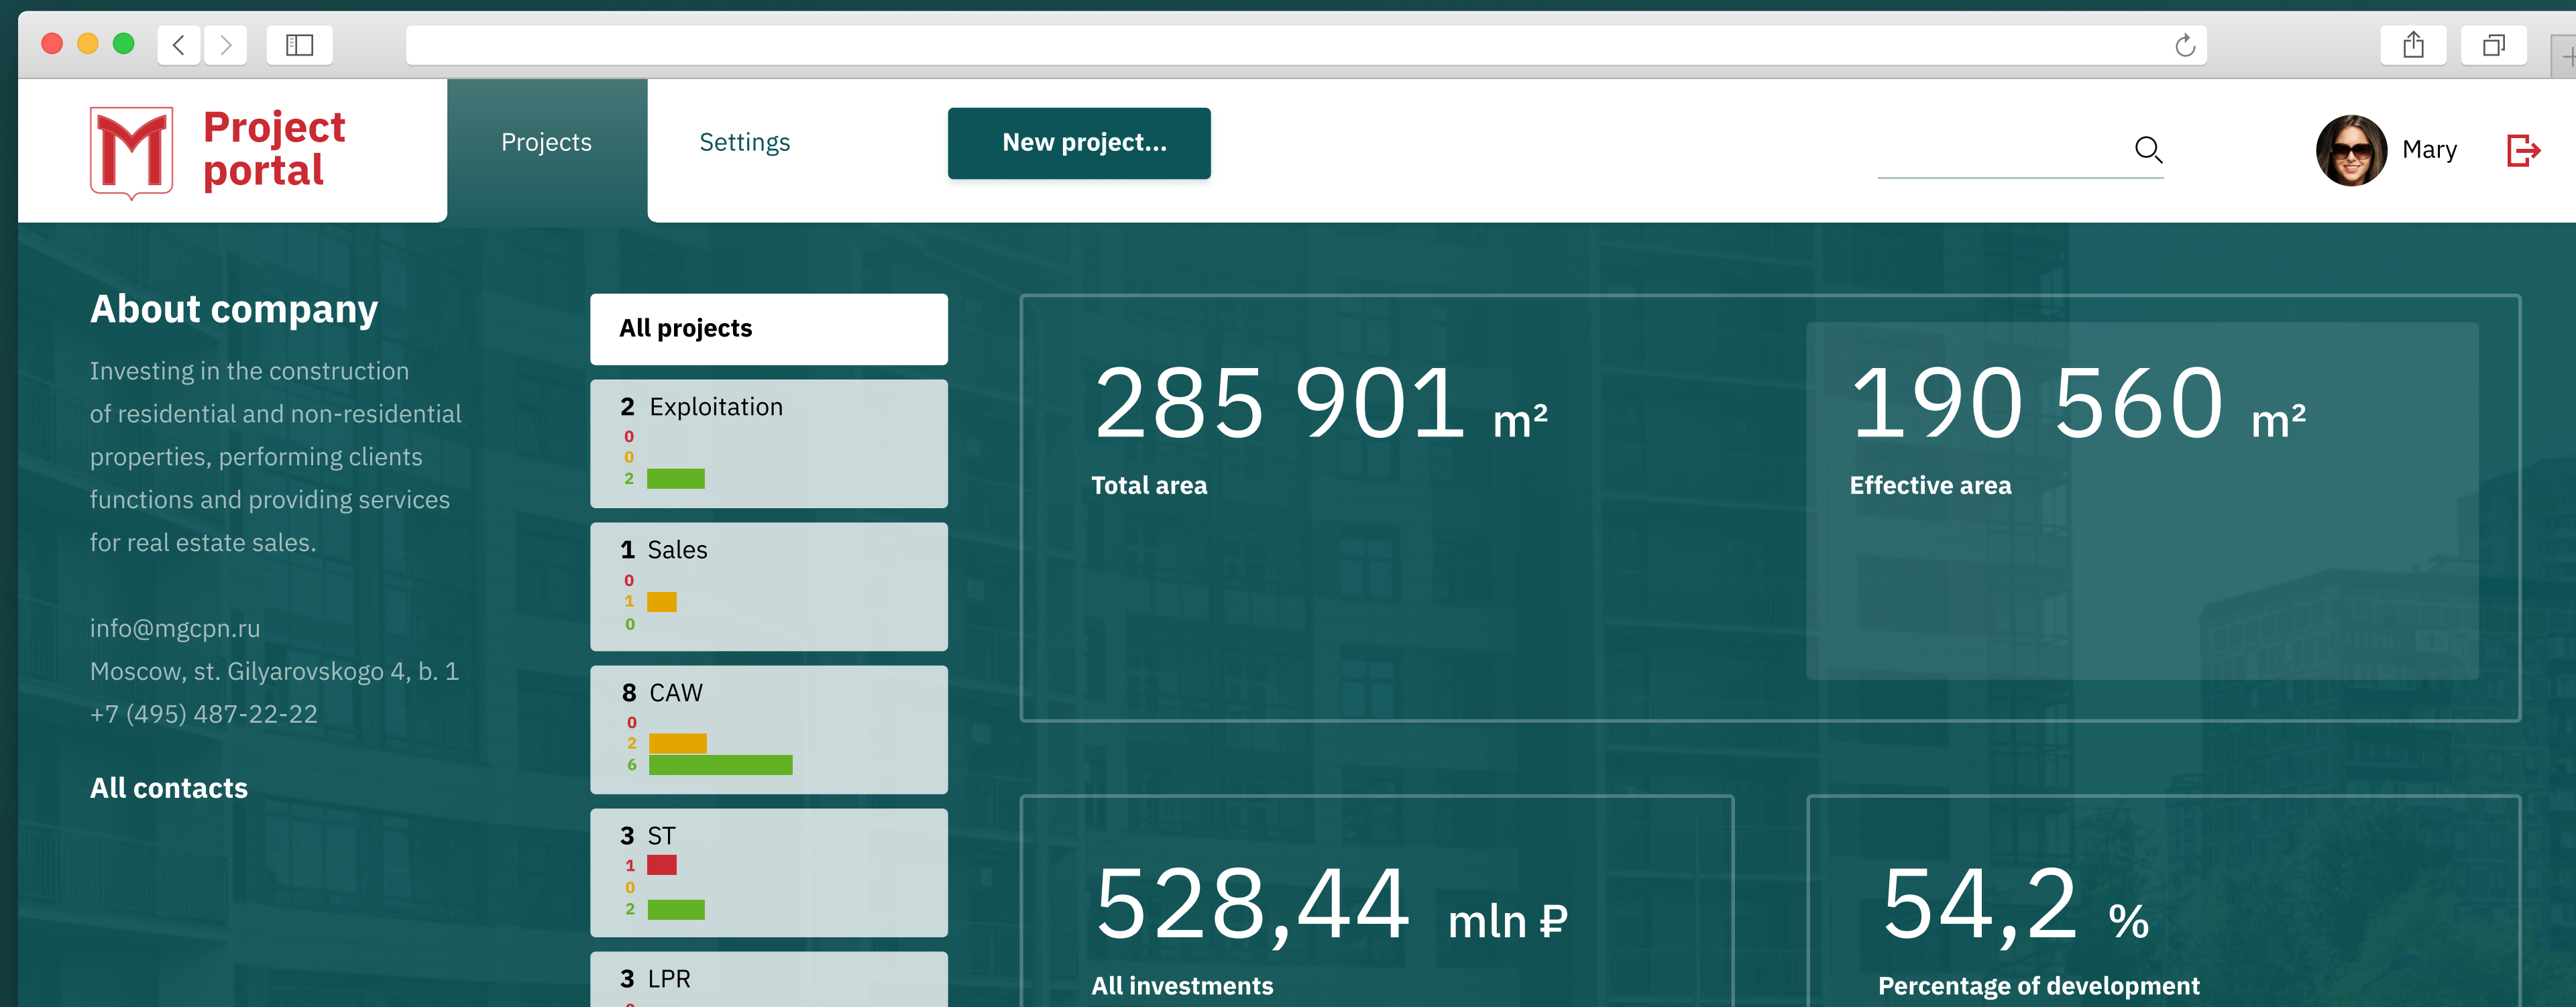 Project
portal
Projects
Settings
New project...
Mary
About company
Investing in the construction
of residential and non-residential
properties, performing clients
functions and providing services
for real estate sales.
info@mgcpn.ru
Moscow, st. Gilyarovskogo 4, b. 1
+7 (495) 487-22-22
All contacts
All projects
2 Exploitation
0
0
2
1 Sales
0
1
0
8 CAW
0
2
6
3 ST
1
0
2
3 LPR
285 901 m²
Total area
190 560 m²
Effective area
528,44 mln ₽
All investments
54,2 %
Percentage of development